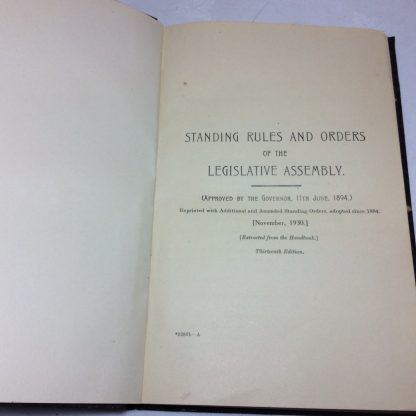 STANDING RULES AND ORDERS
OF THE
LEGISLATIVE ASSEMBLY.
(APPROVED BY THE GOVERNOR, 11TH JUNE, 1894.)
Reprinted with Additional and Amended Standing Orders, adopted since 1894.
[November, 1930.]
[Extracted from the Handbook.]
Thirteenth Edition.